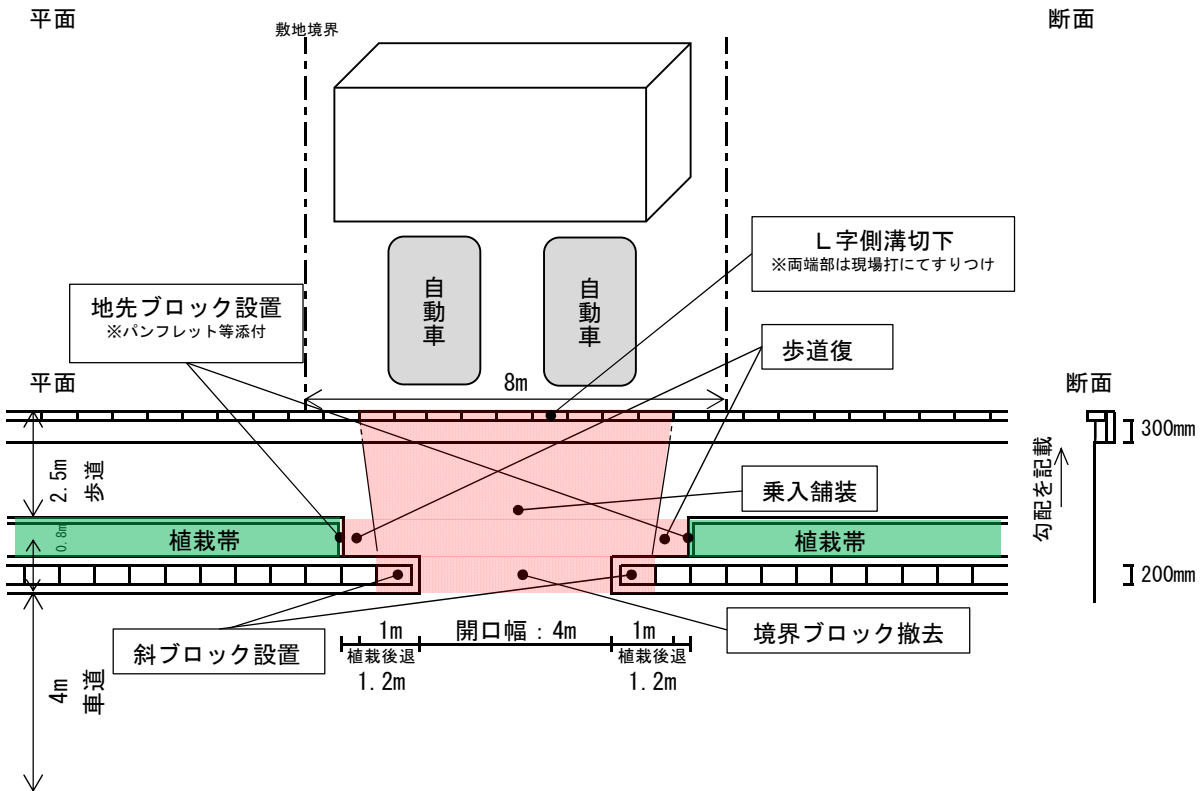 平面
敷地境界
断面
L字側溝切下
※両端部は現場打にてすりつけ
自動車
自動車
地先ブロック設置
※パンフレット等添付
歩道復
平面
8m
断面
300mm
勾配を記載
2.5m
歩道
乗入舗装
植栽帯
0.8m
植栽帯
200mm
1m
開口幅:4m
1m
境界ブロック撤去
斜ブロック設置
植栽後退
植栽後退
1.2m
1.2m
4m
車道